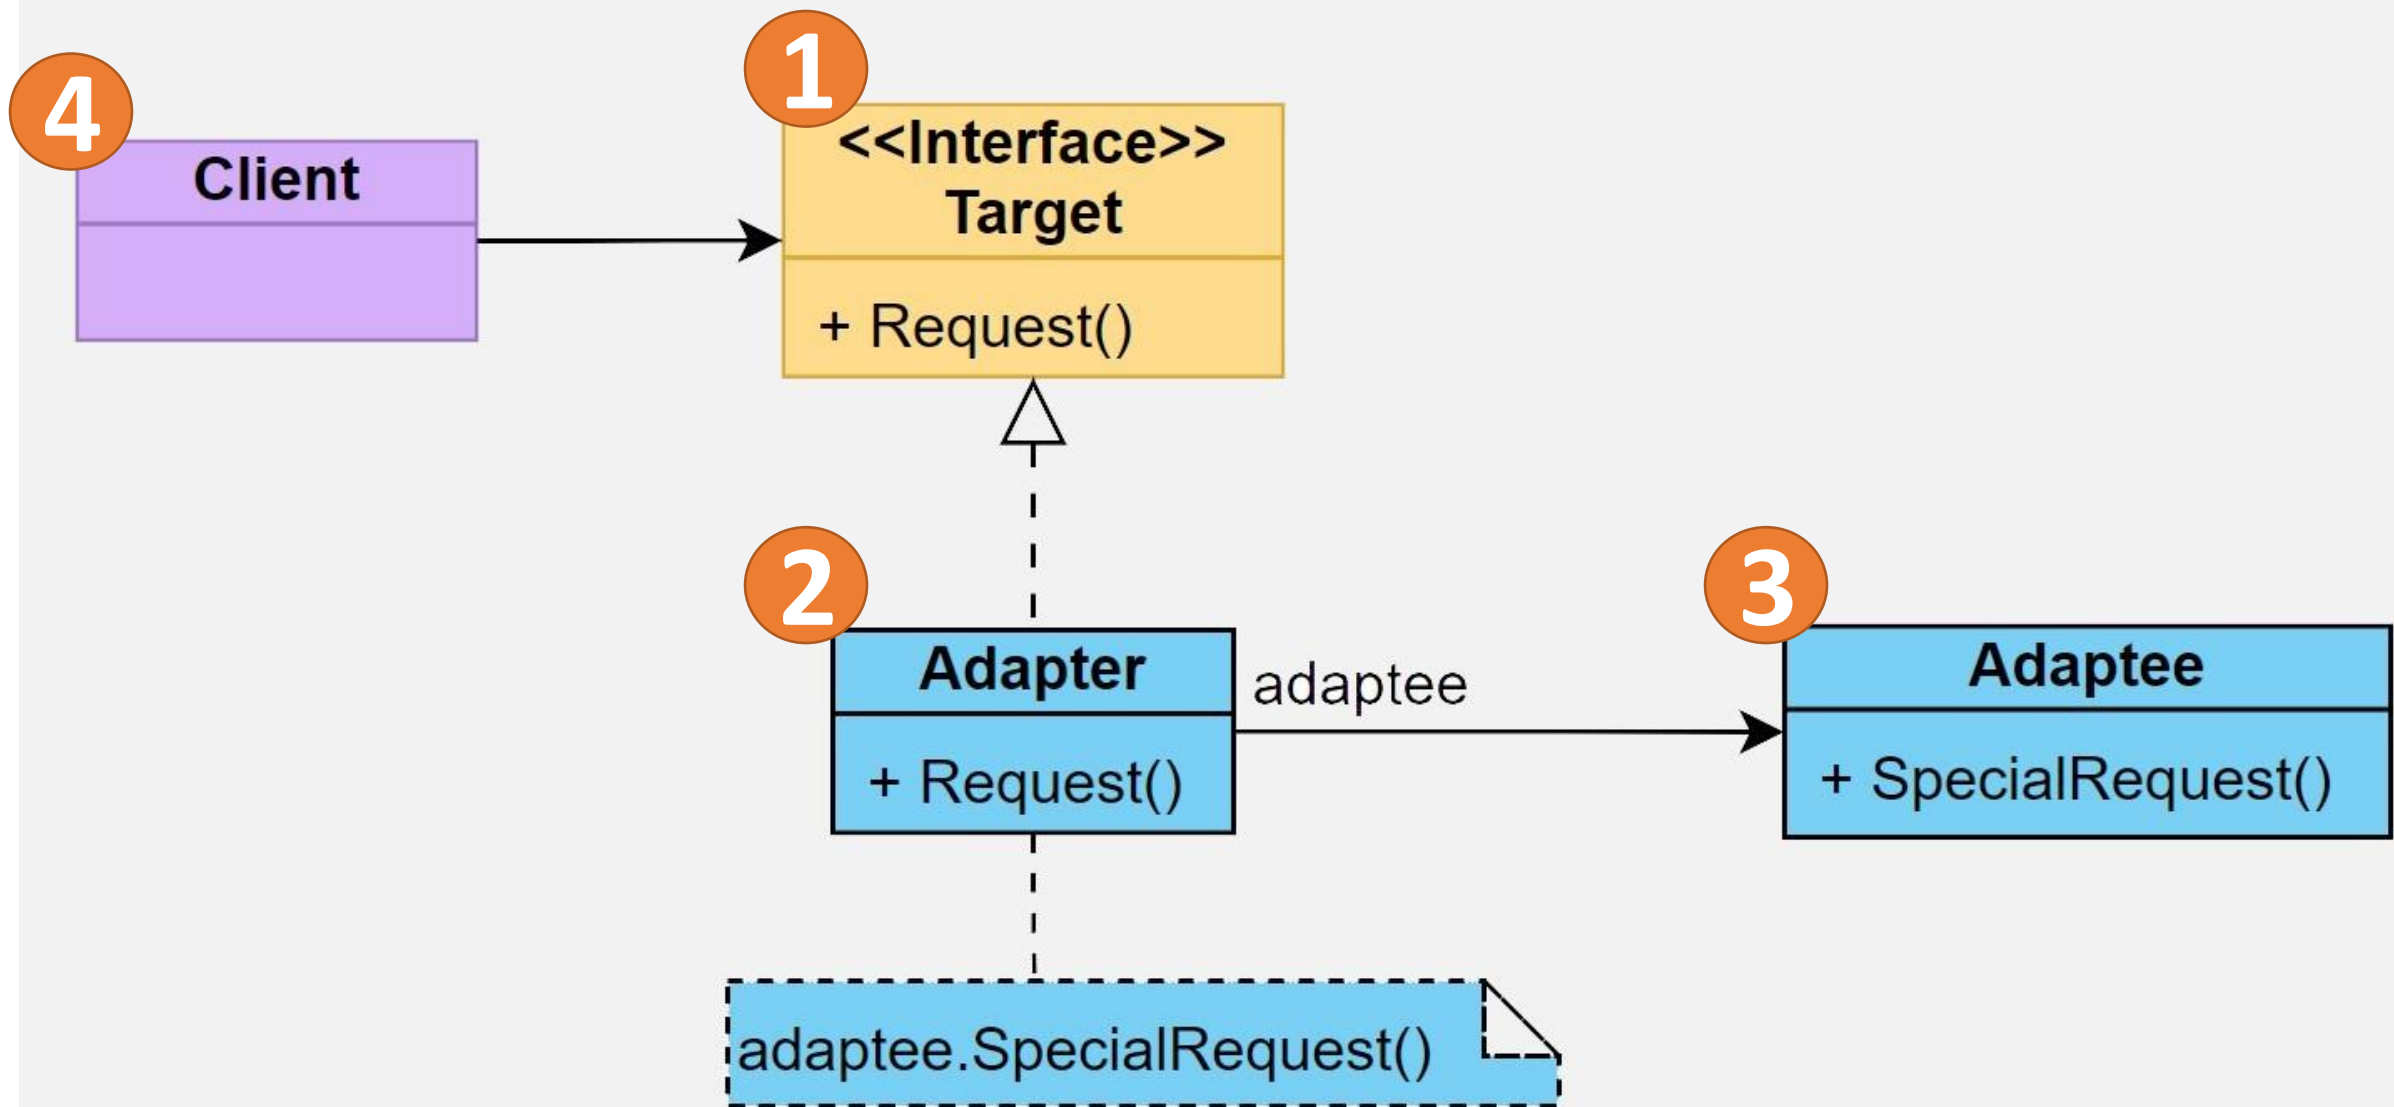 4
Client
1
<<Interface>>
Target
+ Request()
2
Adapter
+ Request()
adaptee
3
Adaptee
+ SpecialRequest()
adaptee.SpecialRequest()